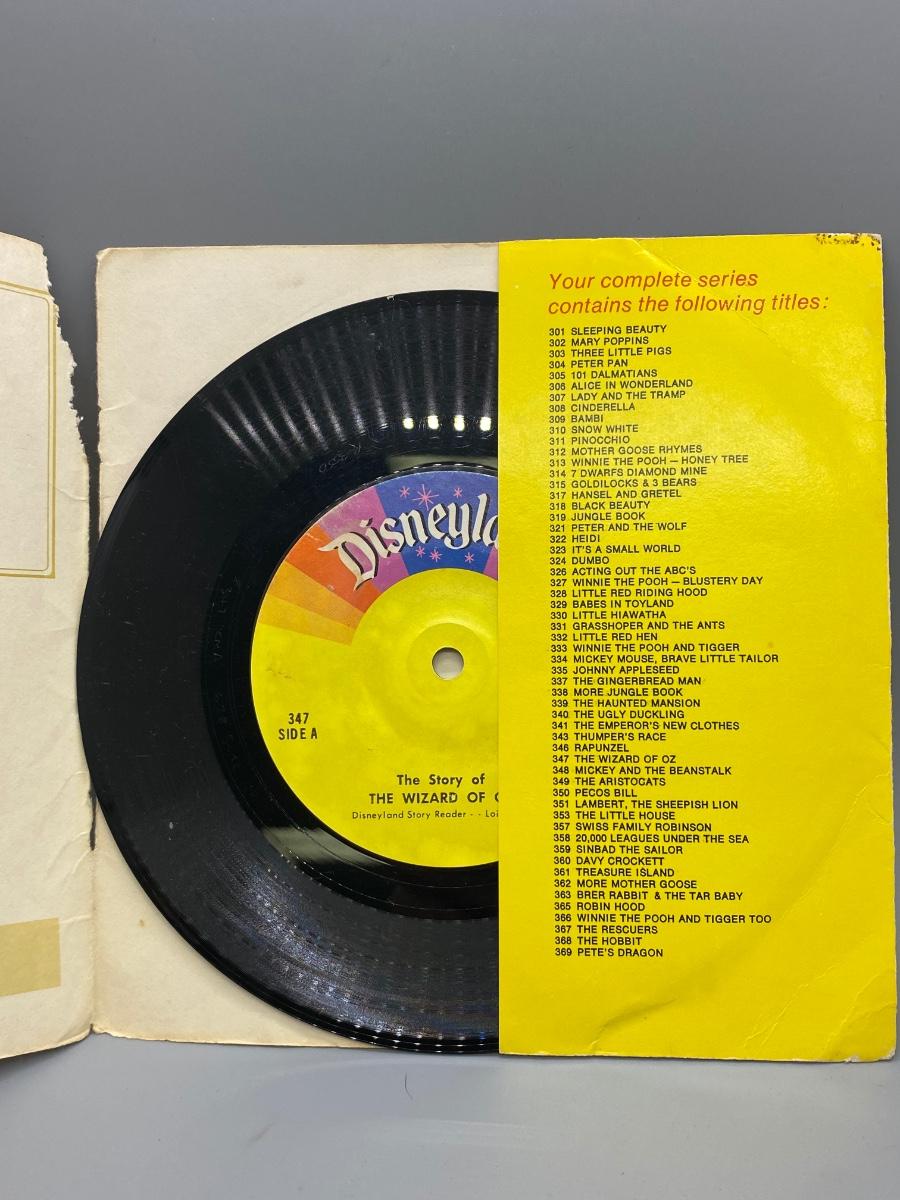 Disneyla
347
SIDE A
The Story of
THE WIZARD OF
Disneyland Story Reader - - Loi
Your complete series
contains the following titles:
301 SLEEPING BEAUTY
302 MARY POPPINS
303 THREE LITTLE PIGS
304 PETER PAN
305 101 DALMATIANS
306 ALICE IN WONDERLAND
307 LADY AND THE TRAMP
308 CINDERELLA
309 BAMBI
310 SNOW WHITE
311 PINOCCHIO
312 MOTHER GOOSE RHYMES
313 WINNIE THE POOH — HONEY TREE
314 7 DWARFS DIAMOND MINE
315 GOLDILOCKS & 3 BEARS
317 HANSEL AND GRETEL
318 BLACK BEAUTY
319 JUNGLE BOOK
321 PETER AND THE WOLF
322 HEIDI
323 IT'S A SMALL WORLD
324 DUMBO
326 ACTING OUT THE ABC'S
327 WINNIE THE POOH — BLUSTERY DAY
328 LITTLE RED RIDING HOOD
329 BABES IN TOYLAND
330 LITTLE HIAWATHA
331 GRASSHOPER AND THE ANTS
332 LITTLE RED HEN
333 WINNIE THE POOH AND TIGGER
334 MICKEY MOUSE, BRAVE LITTLE TAILOR
335 JOHNNY APPLESEED
337 THE GINGERBREAD MAN
338 MORE JUNGLE BOOK
339 THE HAUNTED MANSION
340 THE UGLY DUCKLING
341 THE EMPEROR'S NEW CLOTHES
343 THUMPER'S RACE
346 RAPUNZEL
347 THE WIZARD OF OZ
348 MICKEY AND THE BEANSTALK
349 THE ARISTOCATS
350 PECOS BILL
351 LAMBERT, THE SHEEPISH LION
353 THE LITTLE HOUSE
357 SWISS FAMILY ROBINSON
358 20,000 LEAGUES UNDER THE SEA
359 SINBAD THE SAILOR
360 DAVY CROCKETT
361 TREASURE ISLAND
362 MORE MOTHER GOOSE
363 BRER RABBIT & THE TAR BABY
365 ROBIN HOOD
366 WINNIE THE POOH AND TIGGER TOO
367 THE RESCUERS
368 THE HOBBIT
369 PETE'S DRAGON